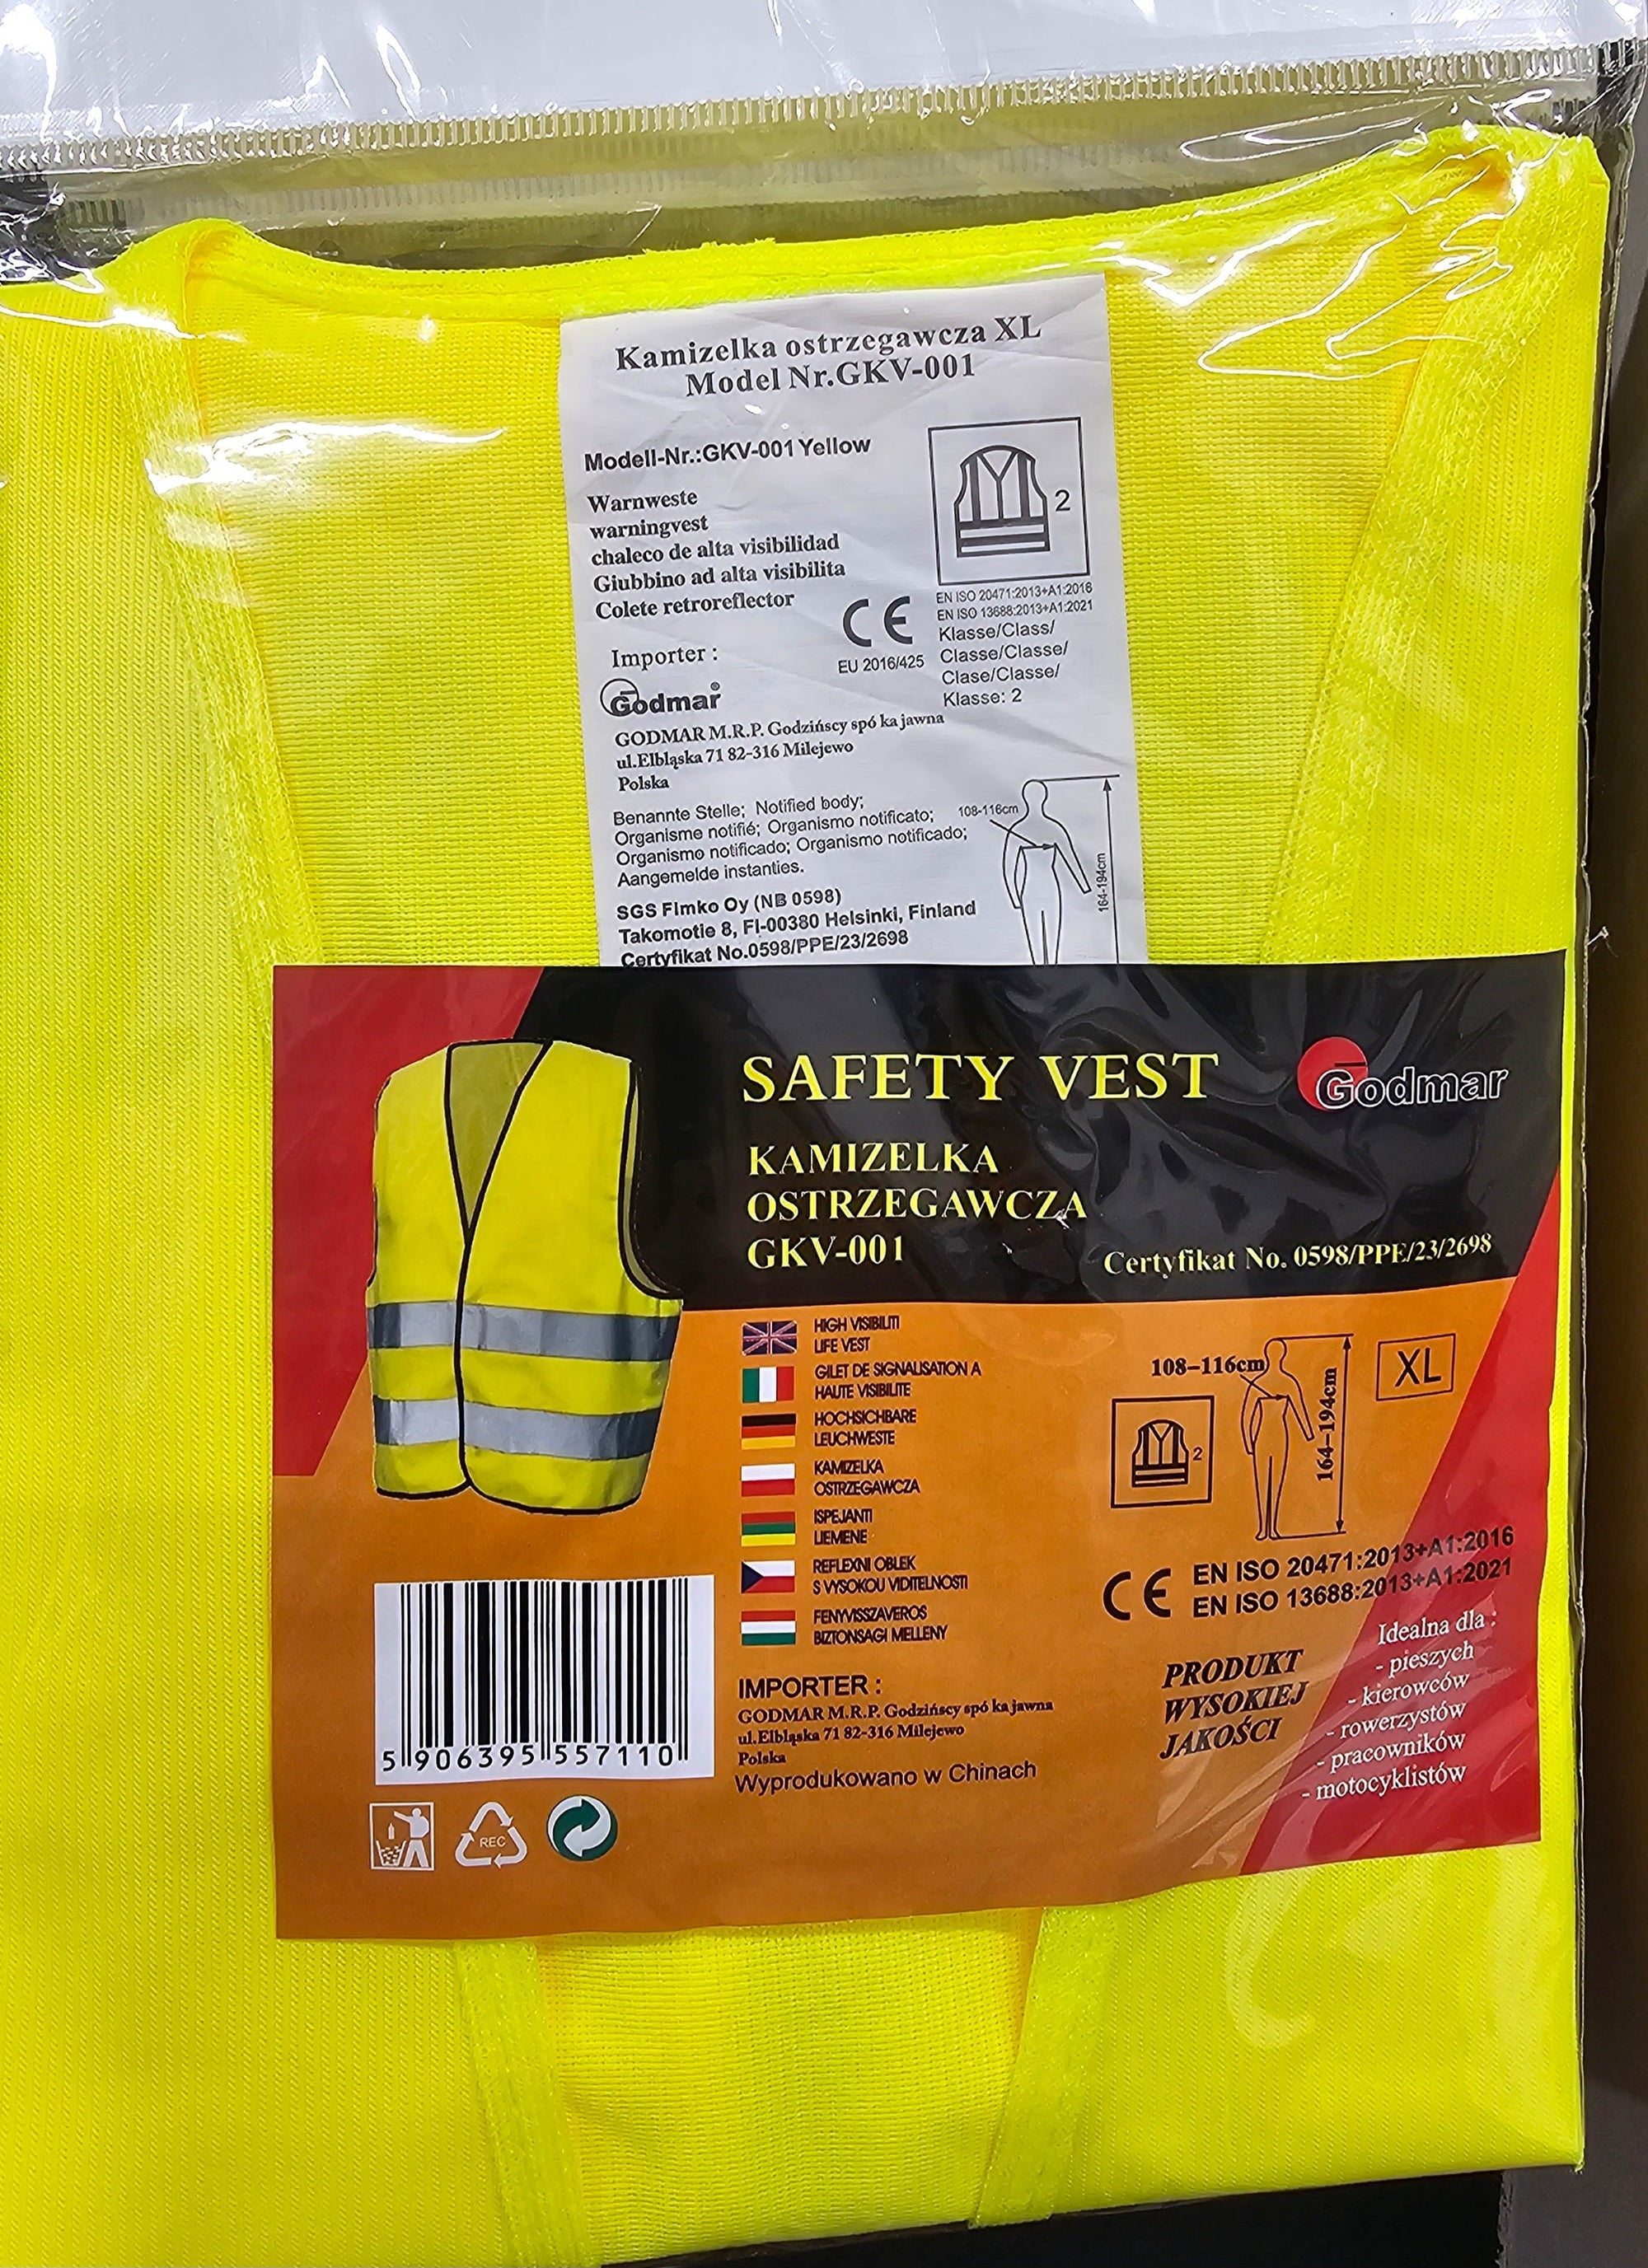 Kamizelka ostrzegawcza XL
Model Nr.GKV-001
Modell-Nr.:GKV-001 Yellow
Warnweste
warningvest
chaleco de alta visibilidad
Giubbino ad alta visibilita
Colete retroreflector
2
CE
EU 2016/425
EN ISO 20471:2013+A1:2016
EN ISO 13688:2013+A1:2021
Klasse/Class/
Classe/Classe/
Clase/Classe/
Klasse: 2
Importer :
Godmar®
GODMAR M.R.P. Godzińscy spó ka jawna
ul.Elbląska 71 82-316 Milejewo
Polska
Benannte Stelle; Notified body;
Organisme notifié; Organismo notificato;
Organismo notificado; Organismo notificado;
Aangemelde instanties.
108-116cm
164-194cm
SGS Fimko Oy (NB 0598)
Takomotie 8, FI-00380 Helsinki, Finland
Certyfikat No.0598/PPE/23/2698
SAFETY VEST
Godmar
KAMIZELKA
OSTRZEGAWCZA
GKV-001
Certyfikat No. 0598/PPE/23/2698
HIGH VISIBILITI
LIFE VEST
GILET DE SIGNALISATION A
HAUTE VISIBILITE
HOCHSICHBARE
LEUCHWESTE
KAMIZELKA
OSTRZEGAWCZA
ISPEJANTI
LIEMENE
REFLEXNI OBLEK
S VYSOKOU VIDITELNOSTI
FENYVISSZAVEROS
BIZTONSAGI MELLENY
108-116cm
164-194cm
XL
2
CE
EN ISO 20471:2013+A1:2016
EN ISO 13688:2013+A1:2021
IMPORTER :
GODMAR M.R.P. Godzińscy spó ka jawna
ul.Elbląska 71 82-316 Milejewo
Polska
Wyprodukowano w Chinach
PRODUKT
WYSOKIEJ
JAKOŚCI
Idealna dla :
- pieszych
- kierowców
- rowerzystów
- pracowników
- motocyklistów
5 906395 557110
REC